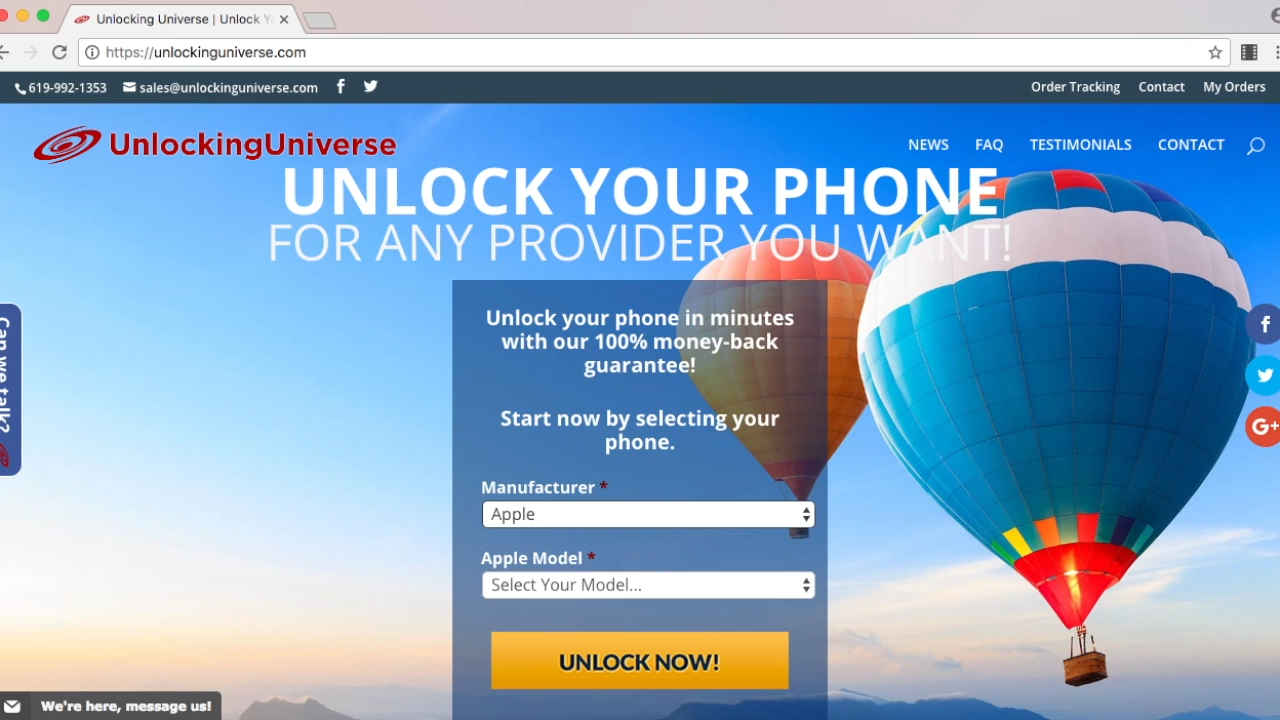 Unlocking Universe | Unlock Yo
https://unlockinguniverse.com
619-992-1353 sales@unlockinguniverse.com f Order Tracking Contact My Orders
UnlockingUniverse NEWS FAQ TESTIMONIALS CONTACT
UNLOCK YOUR PHONE
FOR ANY PROVIDER YOU WANT!
Unlock your phone in minutes
with our 100% money-back
guarantee!
Start now by selecting your
phone.
Manufacturer *
Apple
Apple Model *
Select Your Model...
UNLOCK NOW!
Can we talk?
f
G+
We're here, message us!